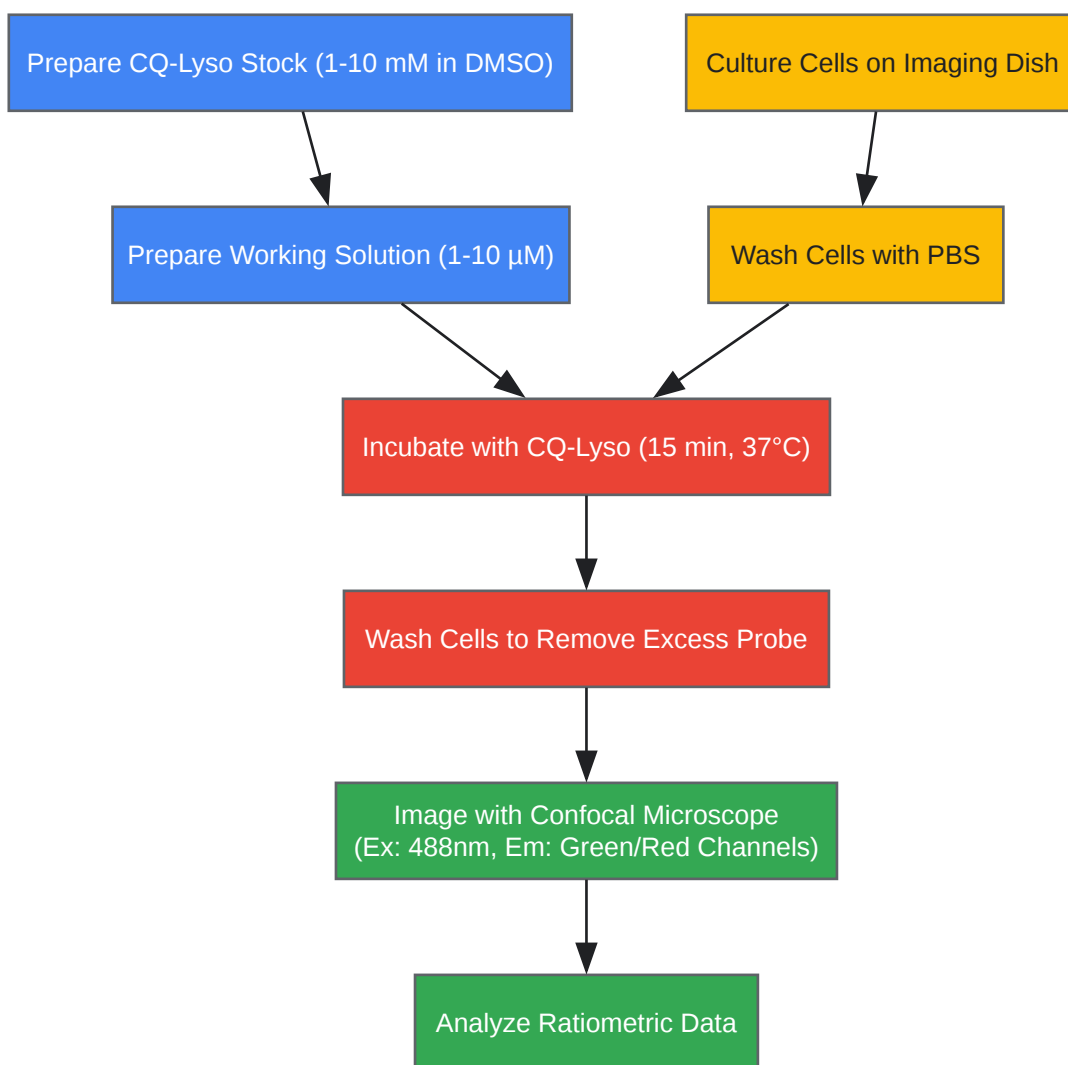 Prepare CQ-Lyso Stock (1-10 mM in DMSO)
Culture Cells on Imaging Dish
Prepare Working Solution (1-10 µM)
Wash Cells with PBS
Incubate with CQ-Lyso (15 min, 37°C)
Wash Cells to Remove Excess Probe
Image with Confocal Microscope
(Ex: 488nm, Em: Green/Red Channels)
Analyze Ratiometric Data